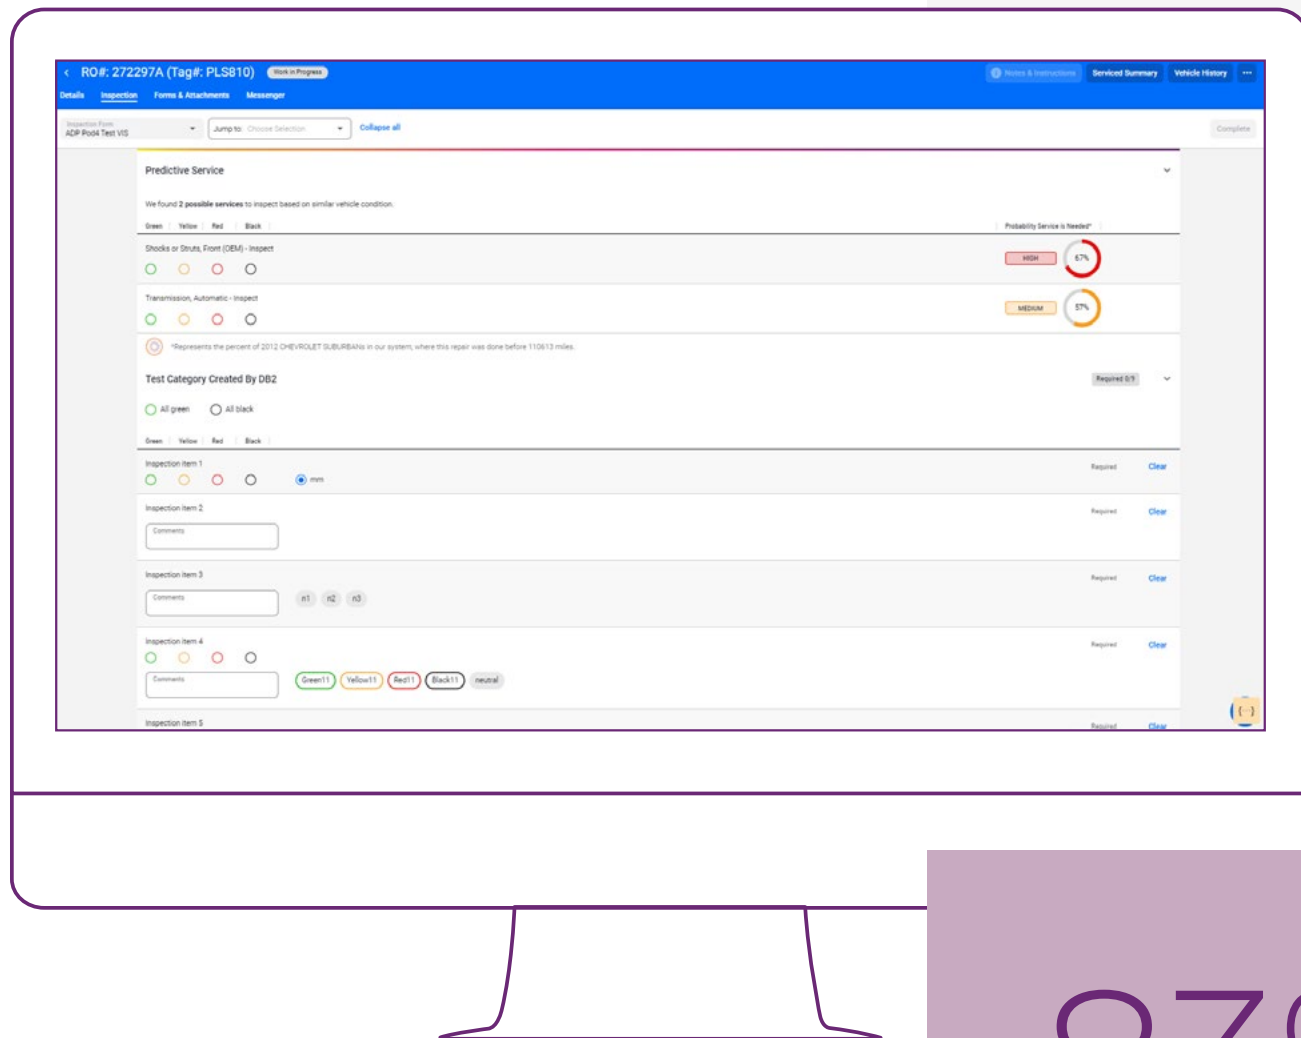 RO#: 272297A (Tag#: PLS810) Work in Progress
Notes & Instructions Serviced Summary Vehicle History
Details Inspection Forms & Attachments Messenger
Inspection Form
ADP Pod4 Test VIS
Jump to: Choose Selection
Collapse all
Complete
Predictive Service
We found 2 possible services to inspect based on similar vehicle condition.
Green Yellow Red Black Probability Service is Needed*
Shocks or Struts, Front (OEM) - Inspect
HIGH 67%
Transmission, Automatic - Inspect
MEDIUM 57%
*Represents the percent of 2012 CHEVROLET SUBURBANs in our system, where this repair was done before 110613 miles.
Test Category Created By DB2 Required 0/9
All green All black
Green Yellow Red Black
Inspection item 1 Required Clear
mm
Inspection item 2 Required Clear
Comments
Inspection item 3 Required Clear
Comments n1 n2 n3
Inspection item 4 Required Clear
Comments Green11 Yellow11 Red11 Black11 neutral
{...}
Inspection item 5 Required Clear